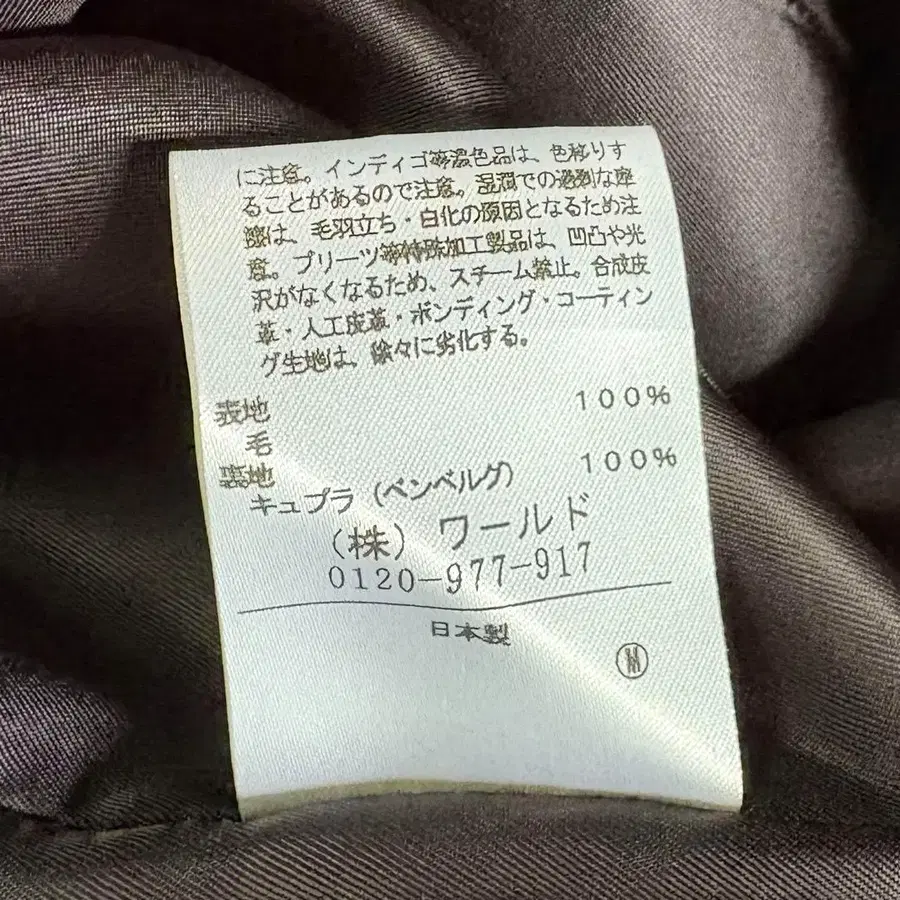 に注意。インディゴ等濃色品は、色移りす
ることがあるので注意。湿潤での過剰な摩
擦は、毛羽立ち・白化の原因となるため注
意。プリーツ等特殊加工製品は、凹凸や光
沢がなくなるため、スチーム禁止。合成皮
革・人工皮革・ボンディング・コーティン
グ生地は、徐々に劣化する。
表地 100%
毛
裏地 100%
キュプラ（ベンベルグ）
（株）ワールド
0120-977-917
日本製
Ⓜ